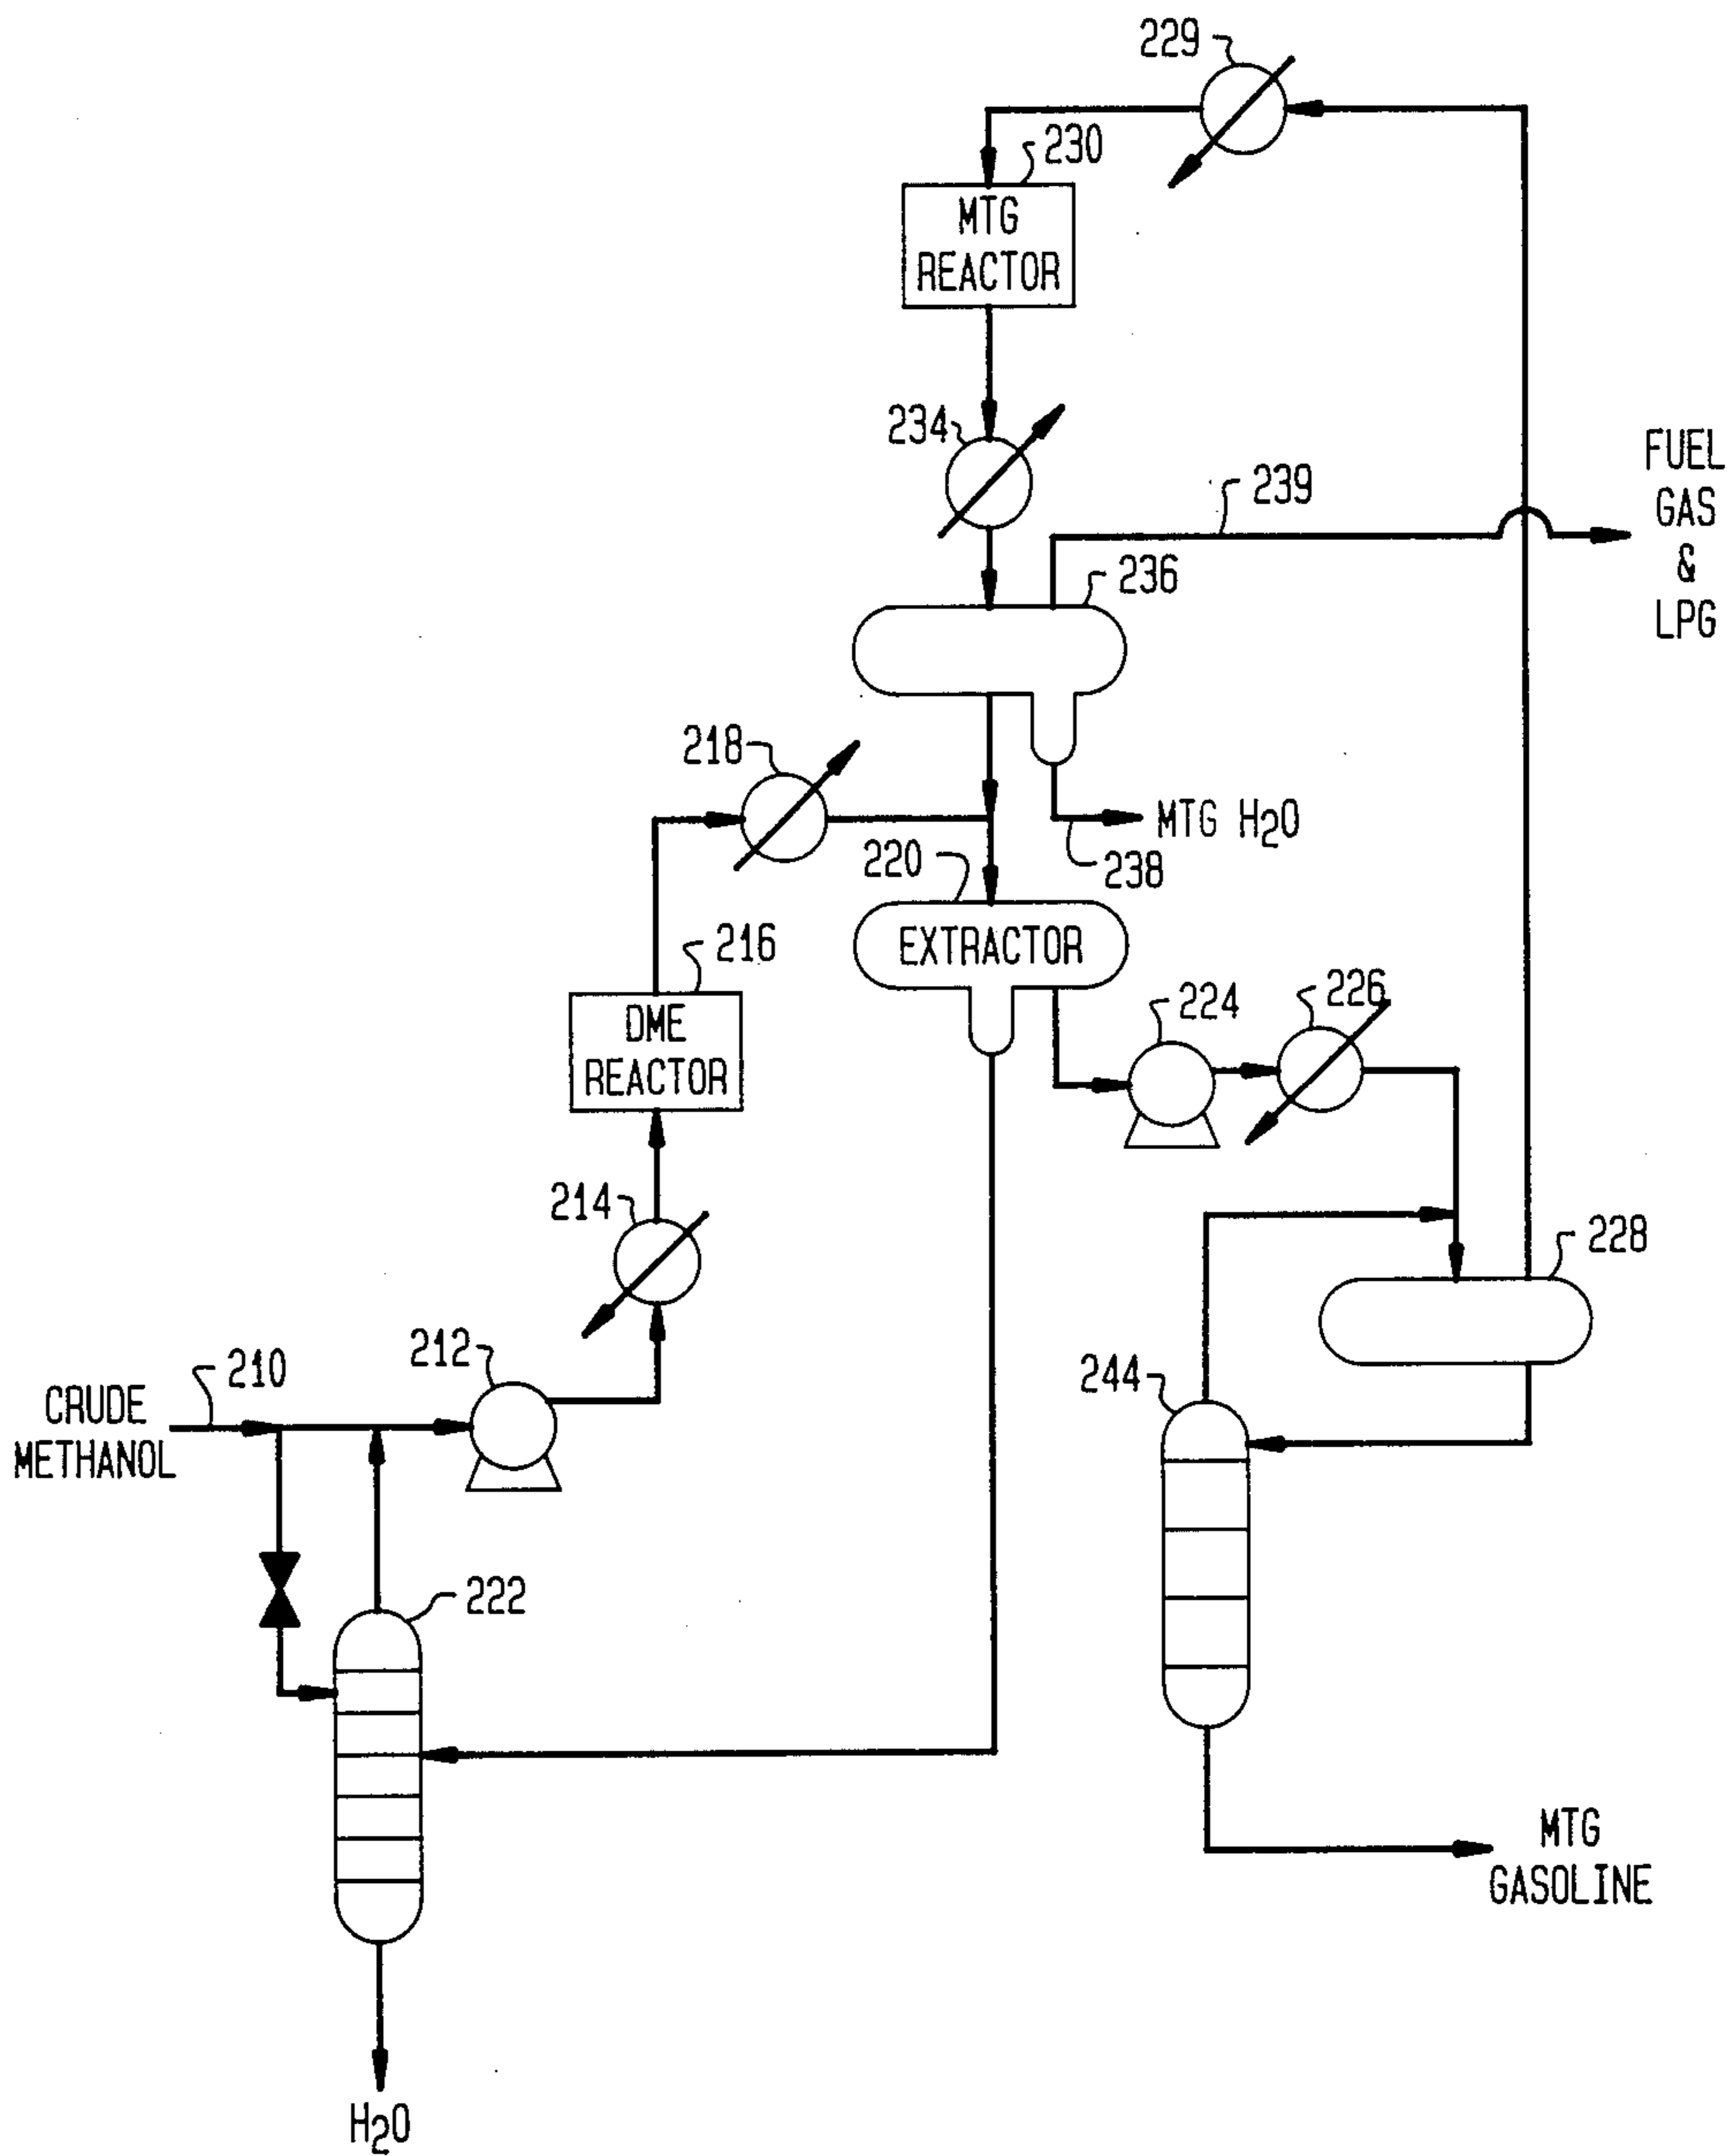 229
230
MTG
REACTOR
234
239
FUEL
GAS
&
LPG
236
218
MTG H2O
238
220
EXTRACTOR
216
DME
REACTOR
224
226
214
228
212
210
CRUDE
METHANOL
244
222
MTG
GASOLINE
H2O